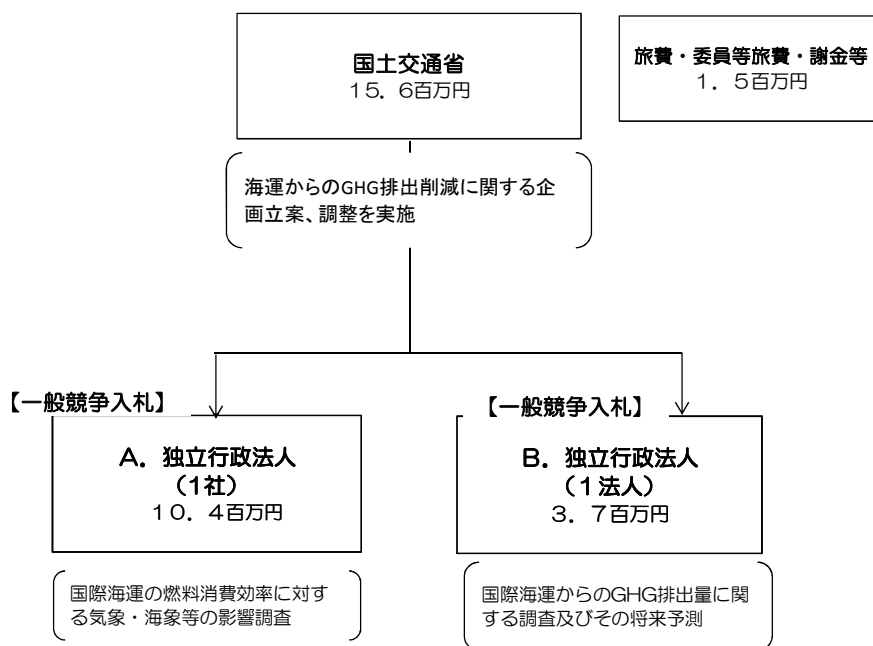 国土交通省
１５．６百万円
旅費・委員等旅費・謝金等
１．５百万円
海運からのGHG排出削減に関する企
画立案、調整を実施
【一般競争入札】
A．独立行政法人
（1社）
１０．４百万円
国際海運の燃料消費効率に対す
る気象・海象等の影響調査
【一般競争入札】
B．独立行政法人
（１法人）
３．７百万円
国際海運からのGHG排出量に関
する調査及びその将来予測